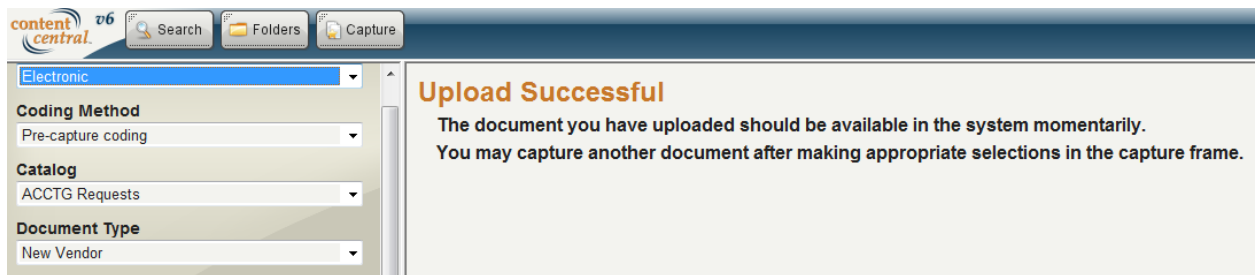 content central. v6
Search
Folders
Capture
Electronic
Coding Method
Pre-capture coding
Catalog
ACCTG Requests
Document Type
New Vendor
Upload Successful
The document you have uploaded should be available in the system momentarily.
You may capture another document after making appropriate selections in the capture frame.